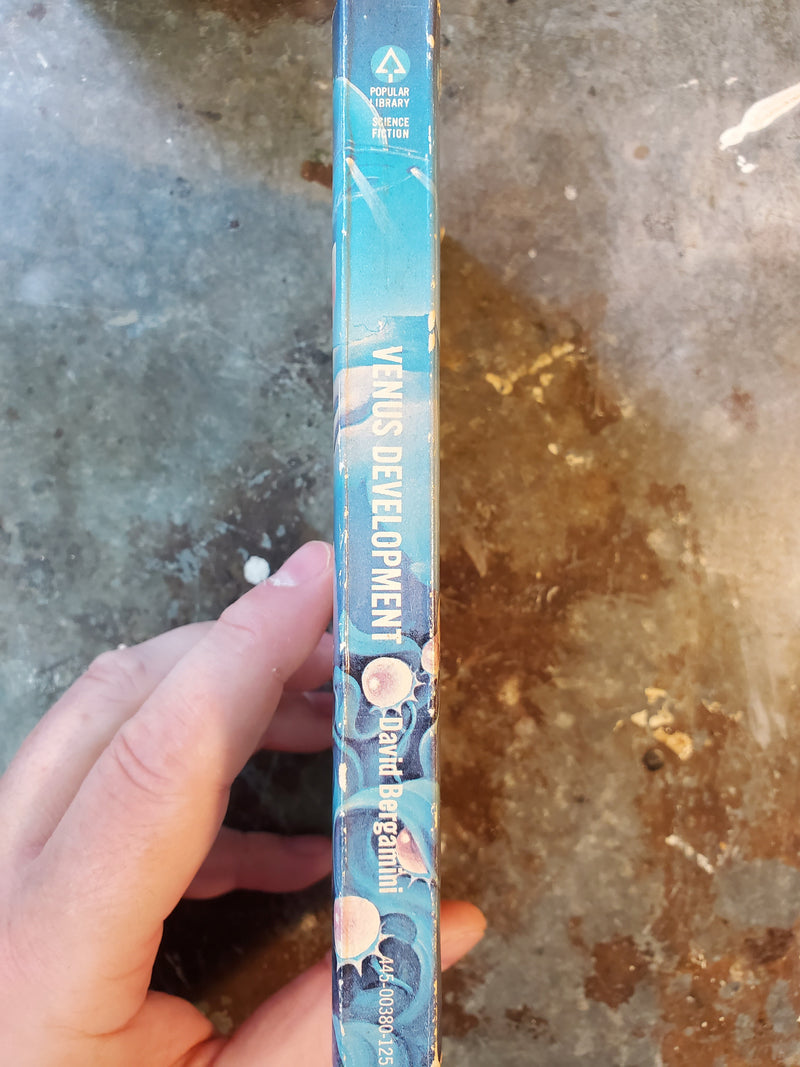 POPULAR
LIBRARY
SCIENCE
FICTION
VENUS DEVELOPMENT
David Bergamini
445-00380-125